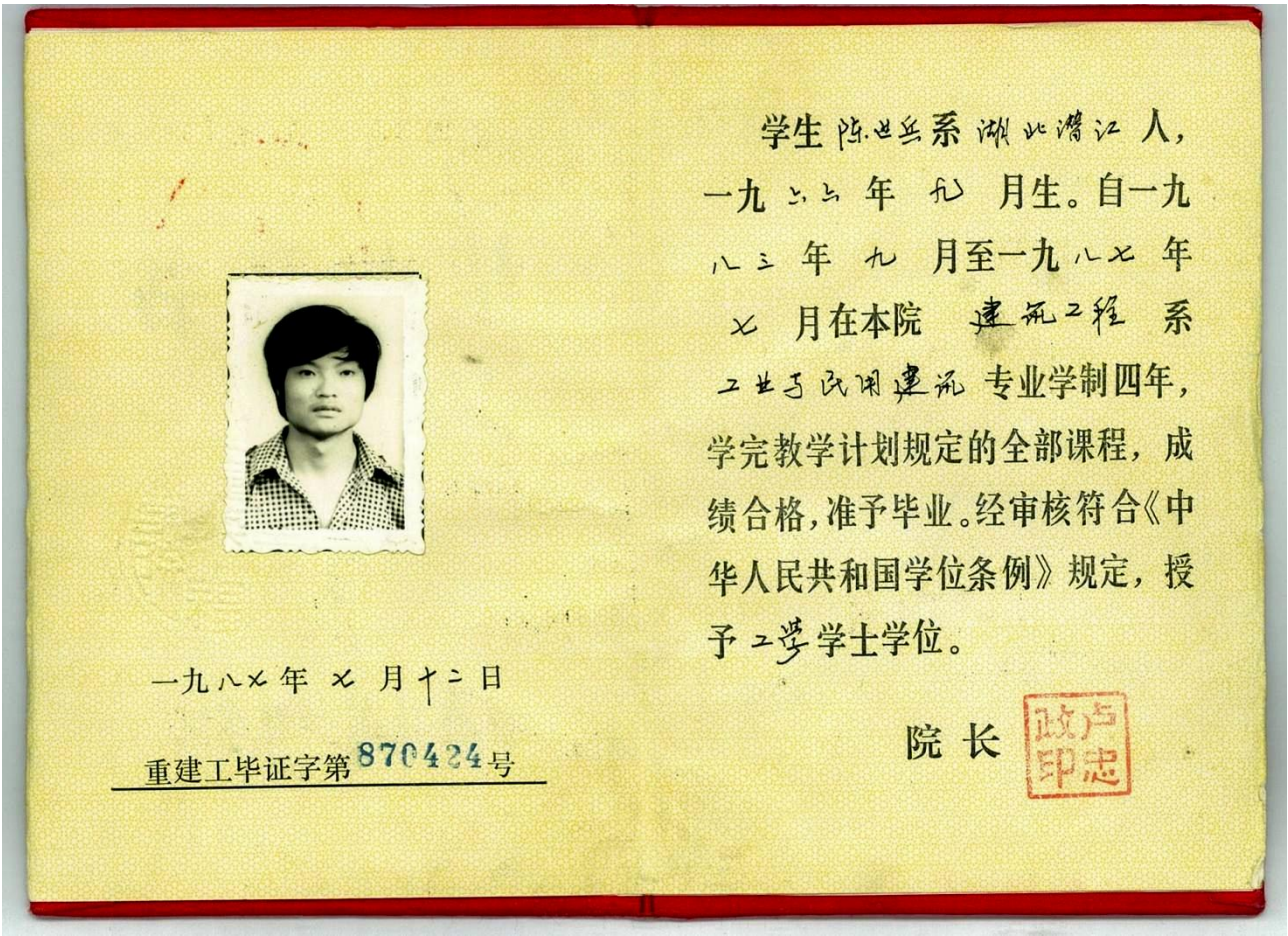 一九八七年 七 月十二日
重建工毕证字第870424号
学生 陈世兵系 湖北潜江 人，
一九六六年 九 月生。自一九
八三年 九 月至一九八七年
七 月在本院 建筑工程 系
工业与民用建筑 专业学制四年，
学完教学计划规定的全部课程，成
绩合格，准予毕业。经审核符合《中
华人民共和国学位条例》规定，授
予工学学士学位。
院长
卢忠政印